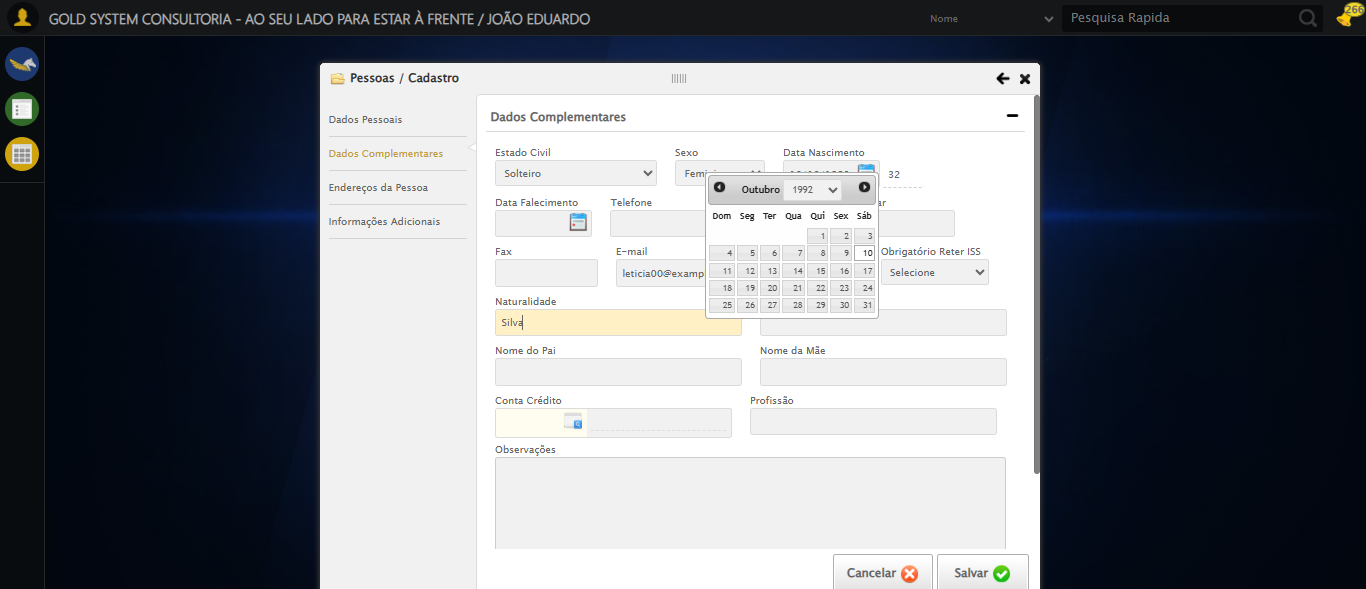 GOLD SYSTEM CONSULTORIA - AO SEU LADO PARA ESTAR À FRENTE / JOÃO EDUARDO
Nome
Pesquisa Rapida
266
Pessoas / Cadastro
Dados Pessoais
Dados Complementares
Endereços da Pessoa
Informações Adicionais
Dados Complementares
Estado Civil Sexo Data Nascimento
Solteiro 32
Outubro 1992
Dom Seg Ter Qua Qui Sex Sáb
1 2 3
4 5 6 7 8 9 10
11 12 13 14 15 16 17
18 19 20 21 22 23 24
25 26 27 28 29 30 31
Data Falecimento Telefone
Fax E-mail Obrigatório Reter ISS
leticia00@examp Selecione
Naturalidade
Silva
Nome do Pai Nome da Mãe
Conta Crédito Profissão
Observações
Cancelar Salvar